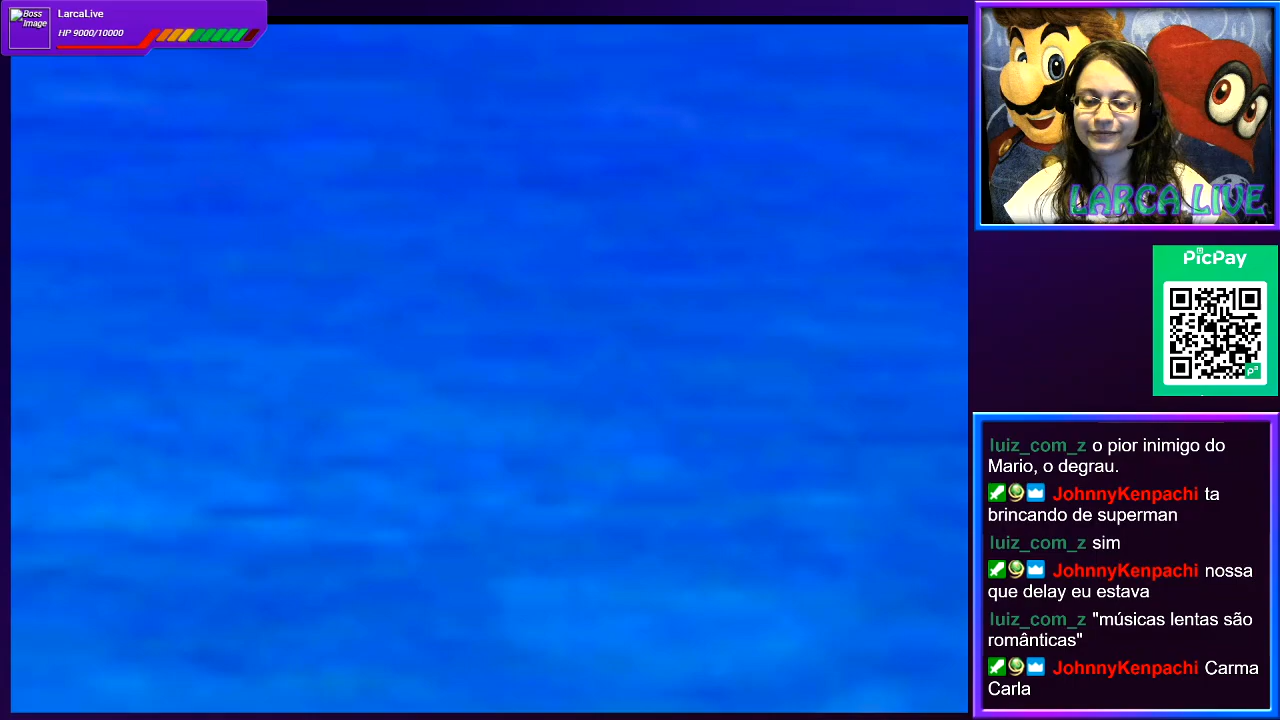 Boss
Image
LarcaLive
HP 9000/10000
LARCA LIVE
PicPay
luiz_com_z o pior inimigo do
Mario, o degrau.
JohnnyKenpachi ta
brincando de superman
luiz_com_z sim
JohnnyKenpachi nossa
que delay eu estava
luiz_com_z "músicas lentas são
românticas"
JohnnyKenpachi Carma
Carla